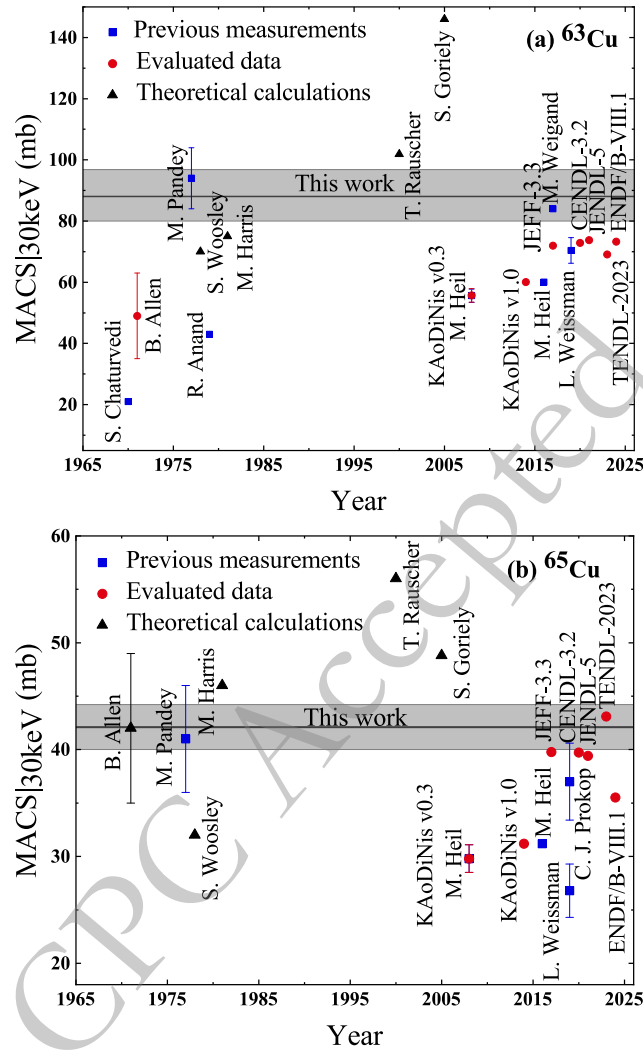 (a) 63Cu
Previous measurements
Evaluated data
Theoretical calculations
MACS|30keV (mb)
140
120
100
80
60
40
20
This work
S. Chaturvedi
B. Allen
M. Pandey
R. Anand
S. Woosley
M. Harris
T. Rauscher
S. Goriely
KAoDiNis v0.3
M. Heil
KAoDiNis v1.0
JEFF-3.3
M. Heil
M. Weigand
L. Weissman
CENDL-3.2
JENDL-5
TENDL-2023
ENDF/B-VIII.1
1965 1975 1985 1995 2005 2015 2025
Year
(b) 65Cu
Previous measurements
Evaluated data
Theoretical calculations
MACS|30keV (mb)
60
50
40
30
20
This work
B. Allen
M. Pandey
S. Woosley
M. Harris
T. Rauscher
S. Goriely
KAoDiNis v0.3
M. Heil
KAoDiNis v1.0
JEFF-3.3
M. Heil
L. Weissman
CENDL-3.2
C. J. Prokop
JENDL-5
TENDL-2023
ENDF/B-VIII.1
1965 1975 1985 1995 2005 2015 2025
Year
CPC Accepted